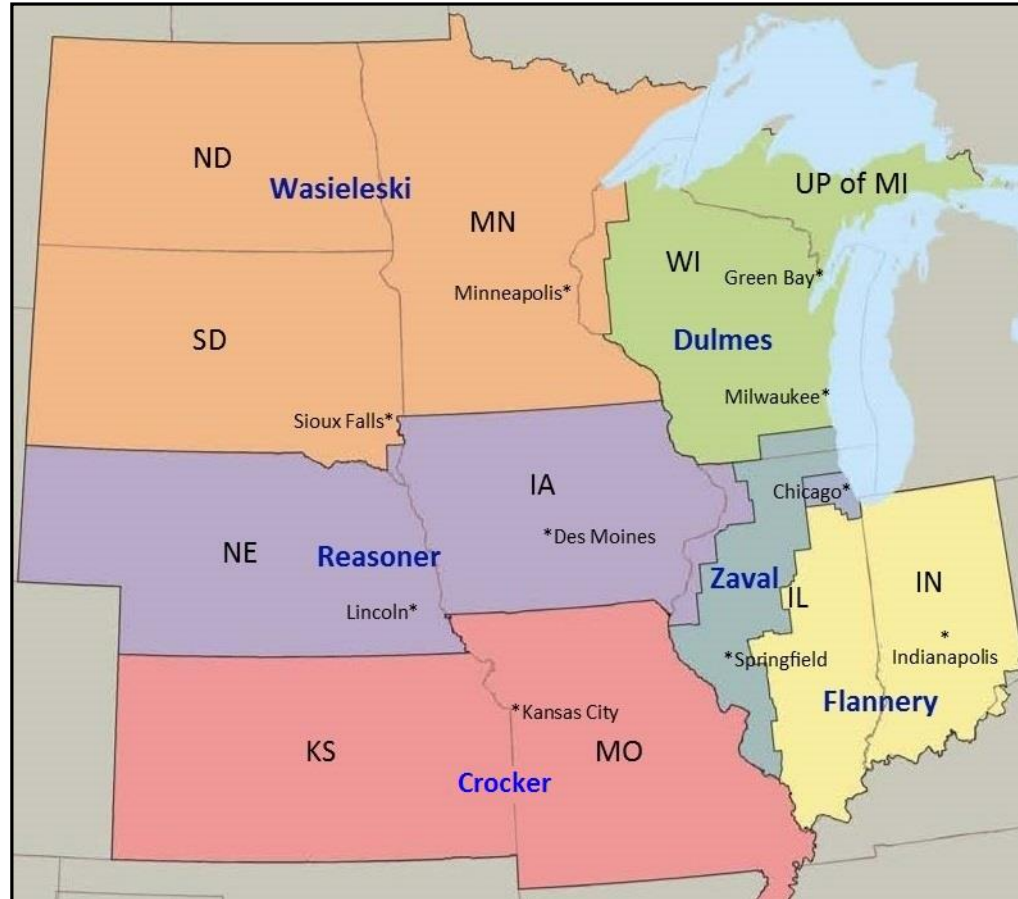 ND
Wasieleski
MN
UP of MI
WI
Green Bay*
Minneapolis*
SD
Dulmes
Milwaukee*
Sioux Falls*
IA
Chicago*
*Des Moines
NE
Reasoner
Zaval
IL
IN
Lincoln*
*Springfield
*
Indianapolis
Flannery
*Kansas City
KS
MO
Crocker